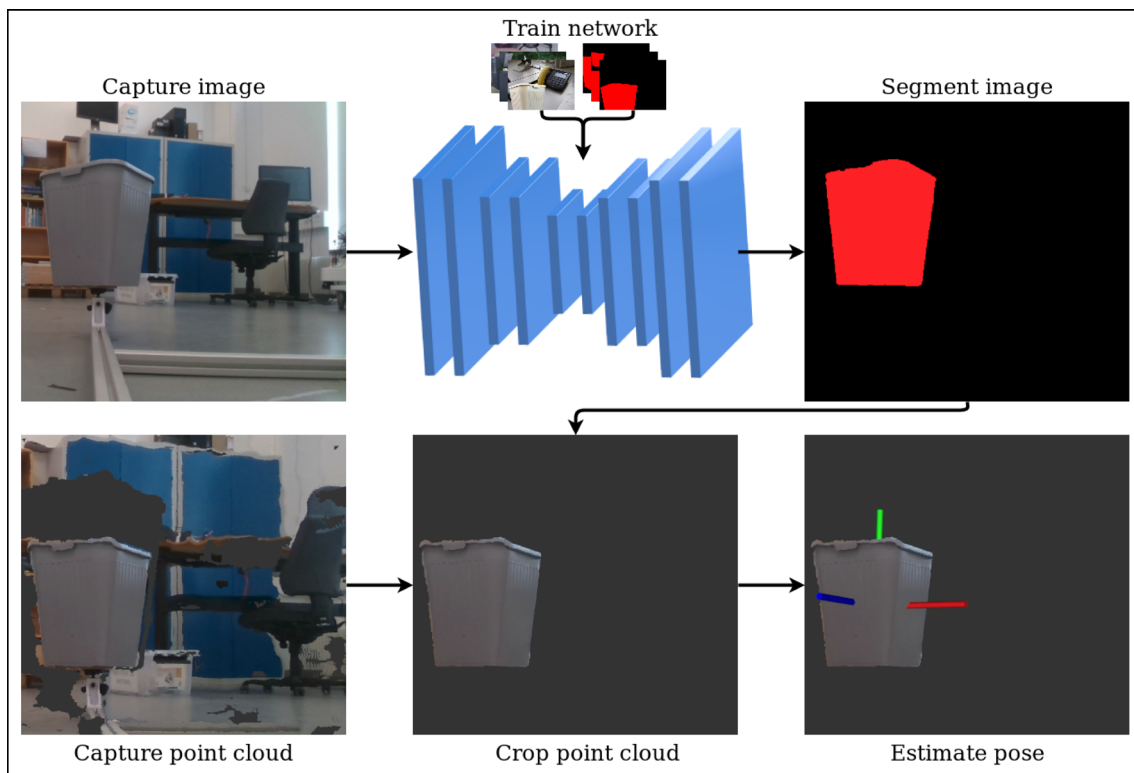 Train network
Capture image
Segment image
Capture point cloud
Crop point cloud
Estimate pose